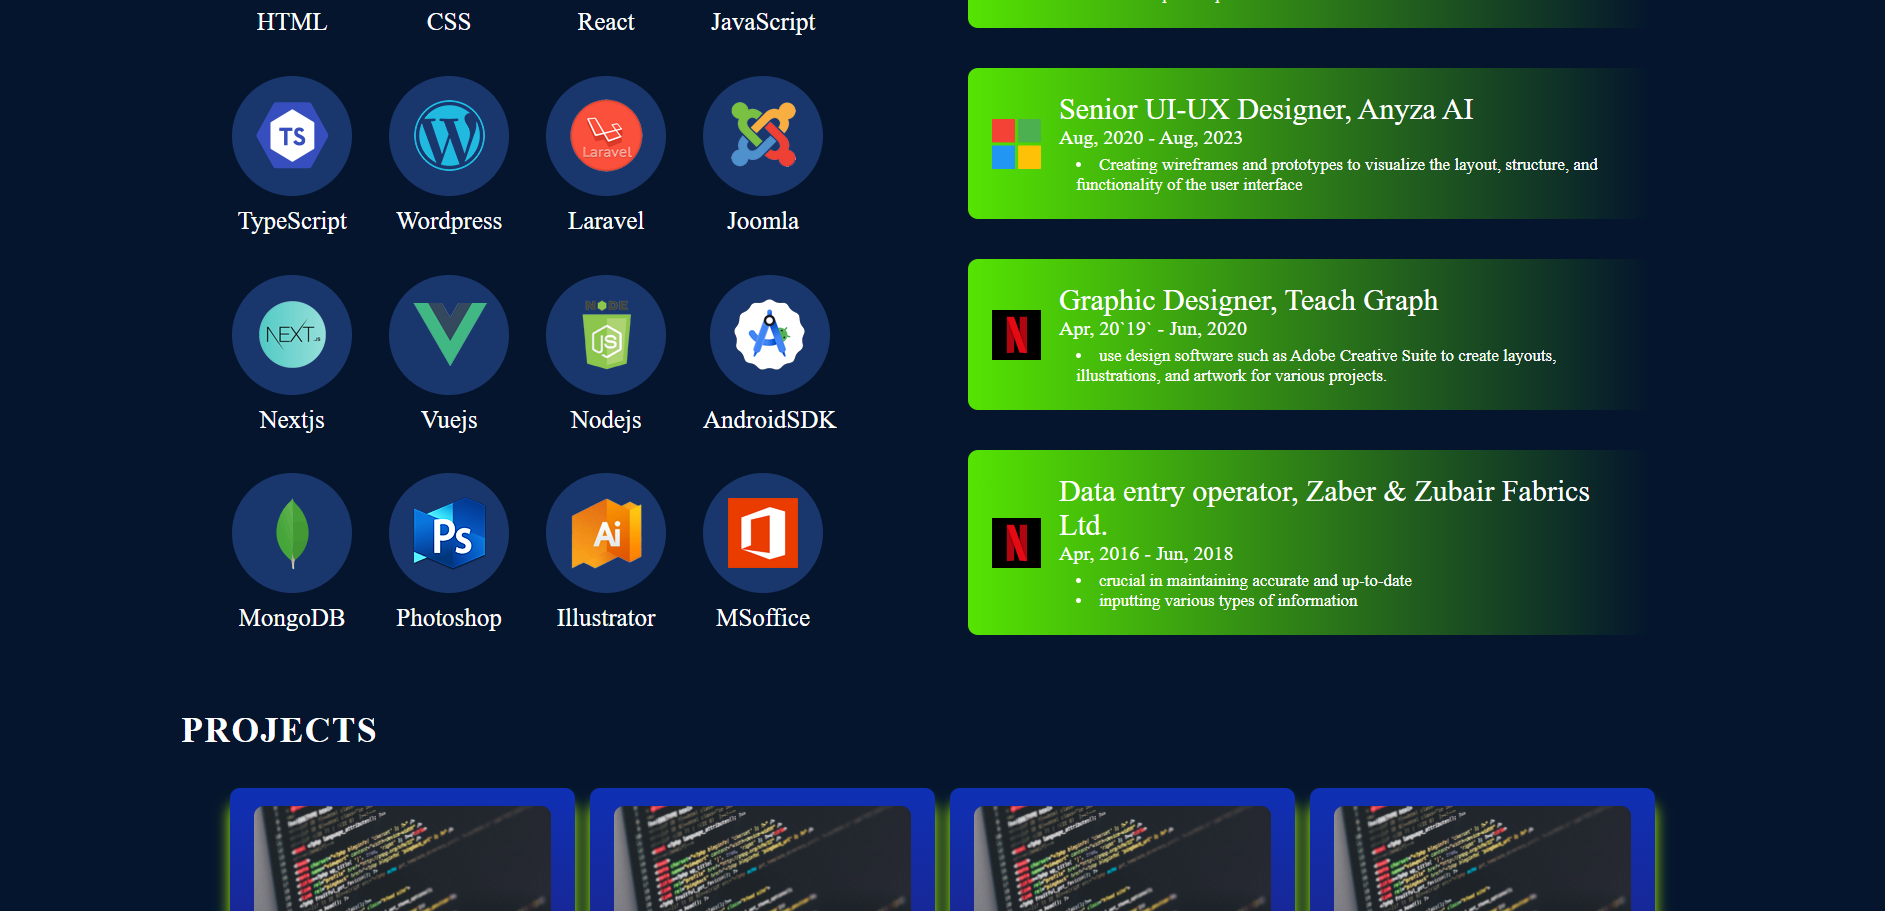 HTML
CSS
React
JavaScript
TS
Laravel
TypeScript
Wordpress
Laravel
Joomla
NEXT.JS
NODE
JS
Nextjs
Vuejs
Nodejs
AndroidSDK
Ps
Ai
MongoDB
Photoshop
Illustrator
MSoffice
Senior UI-UX Designer, Anyza AI
Aug, 2020 - Aug, 2023
• Creating wireframes and prototypes to visualize the layout, structure, and
functionality of the user interface
Graphic Designer, Teach Graph
Apr, 20`19` - Jun, 2020
• use design software such as Adobe Creative Suite to create layouts,
illustrations, and artwork for various projects.
Data entry operator, Zaber & Zubair Fabrics
Ltd.
Apr, 2016 - Jun, 2018
• crucial in maintaining accurate and up-to-date
• inputting various types of information
PROJECTS